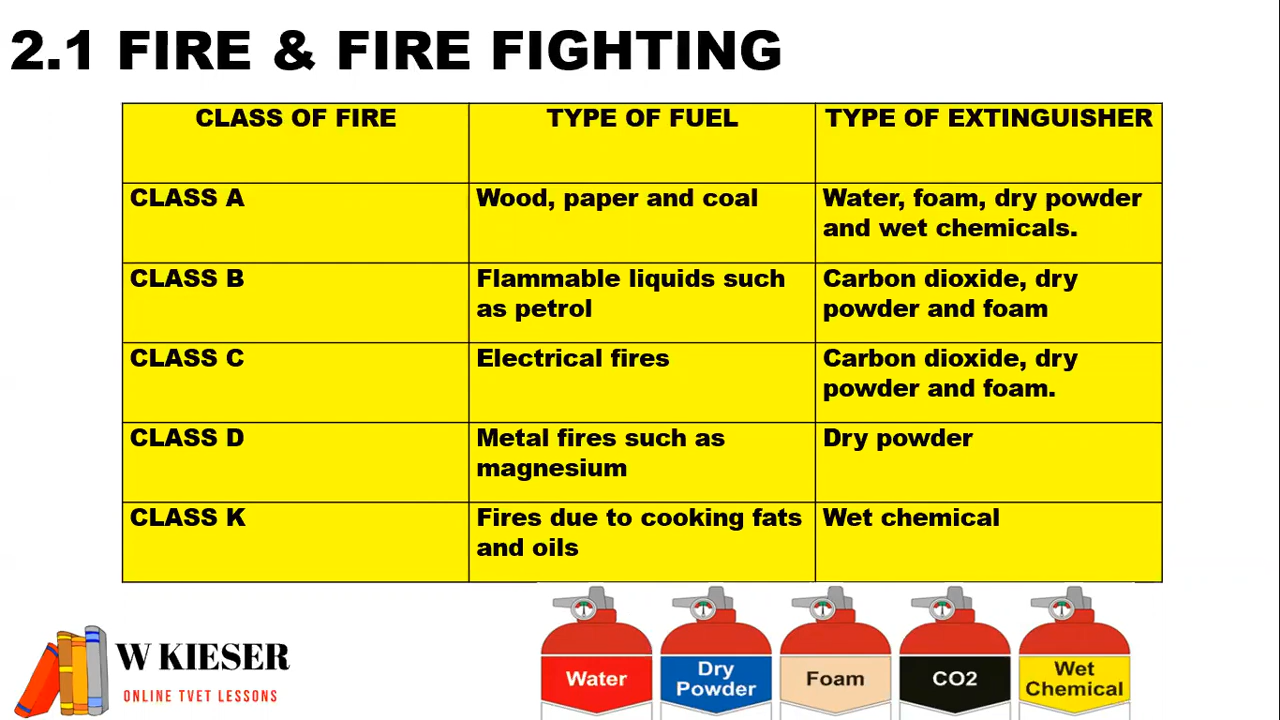 2.1 FIRE & FIRE FIGHTING
CLASS OF FIRE
TYPE OF FUEL
TYPE OF EXTINGUISHER
CLASS A
Wood, paper and coal
Water, foam, dry powder
and wet chemicals.
CLASS B
Flammable liquids such
as petrol
Carbon dioxide, dry
powder and foam
CLASS C
Electrical fires
Carbon dioxide, dry
powder and foam.
CLASS D
Metal fires such as
magnesium
Dry powder
CLASS K
Fires due to cooking fats
and oils
Wet chemical
W KIESER
ONLINE TVET LESSONS
Water
Dry
Powder
Foam
CO2
Wet
Chemical